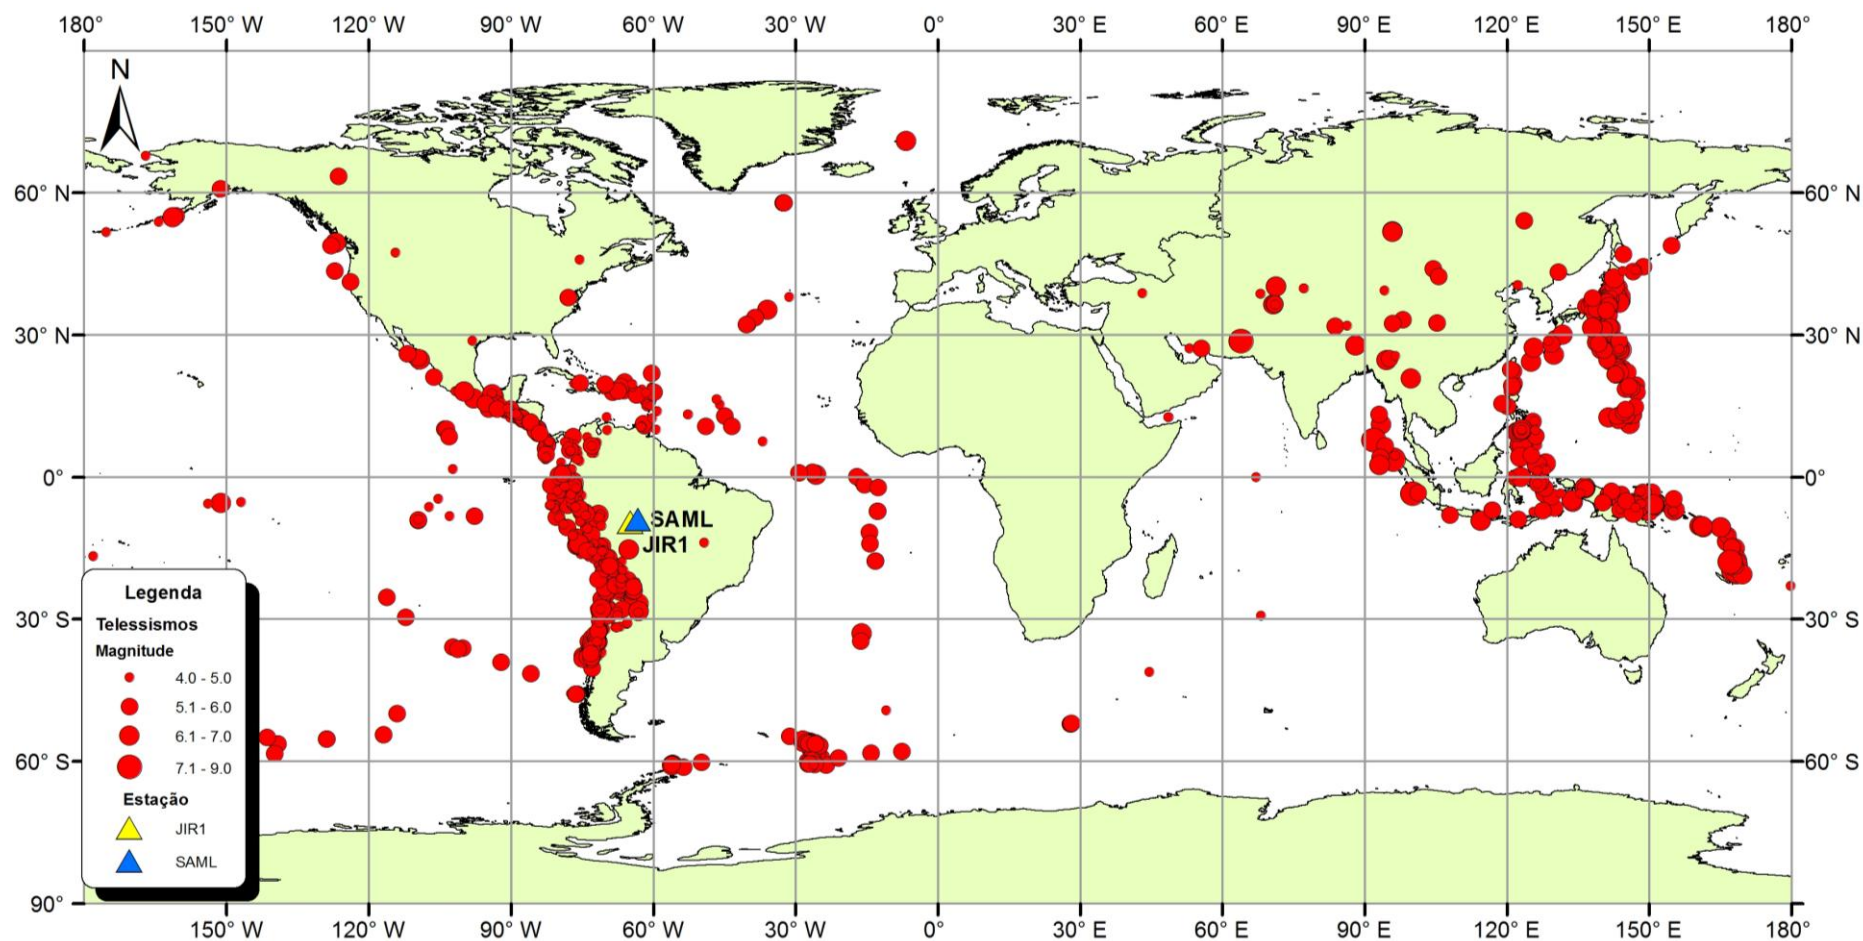 180° 150° W 120° W 90° W 60° W 30° W 0° 30° E 60° E 90° E 120° E 150° E 180°
N
60° N 60° N
30° N 30° N
0° 0°
SAML
JIR1
30° S 30° S
60° S 60° S
90°
Legenda
Telessismos
Magnitude
4.0 - 5.0
5.1 - 6.0
6.1 - 7.0
7.1 - 9.0
Estação
JIR1
SAML
150° W 120° W 90° W 60° W 30° W 0° 30° E 60° E 90° E 120° E 150° E 180°